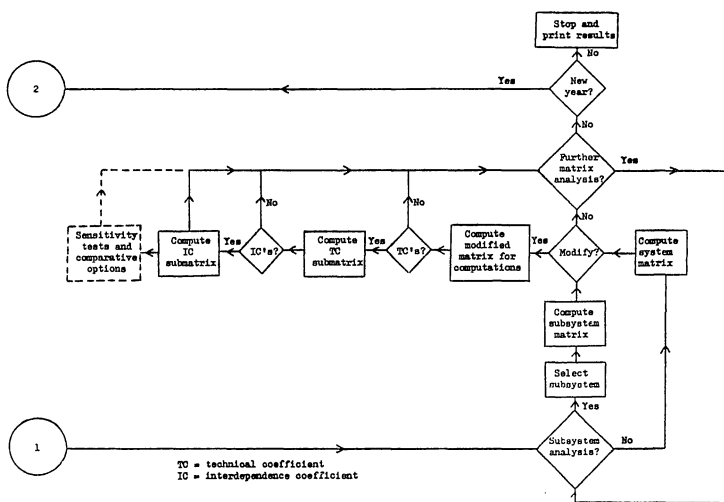 Stop and
print results
No
2
Yes
New
year?
No
Further
matrix
analysis?
Yes
No
No
No
Sensitivity
tests and
comparative
options
Compute
IC
submatrix
Yes
IC's?
Compute
TC
submatrix
Yes
TC's?
Compute
modified
matrix for
computations
Yes
Modify?
Compute
system
matrix
Compute
subsystem
matrix
Select
subsystem
Yes
1
Subsystem
analysis?
No
TC = technical coefficient
IC = interdependence coefficient